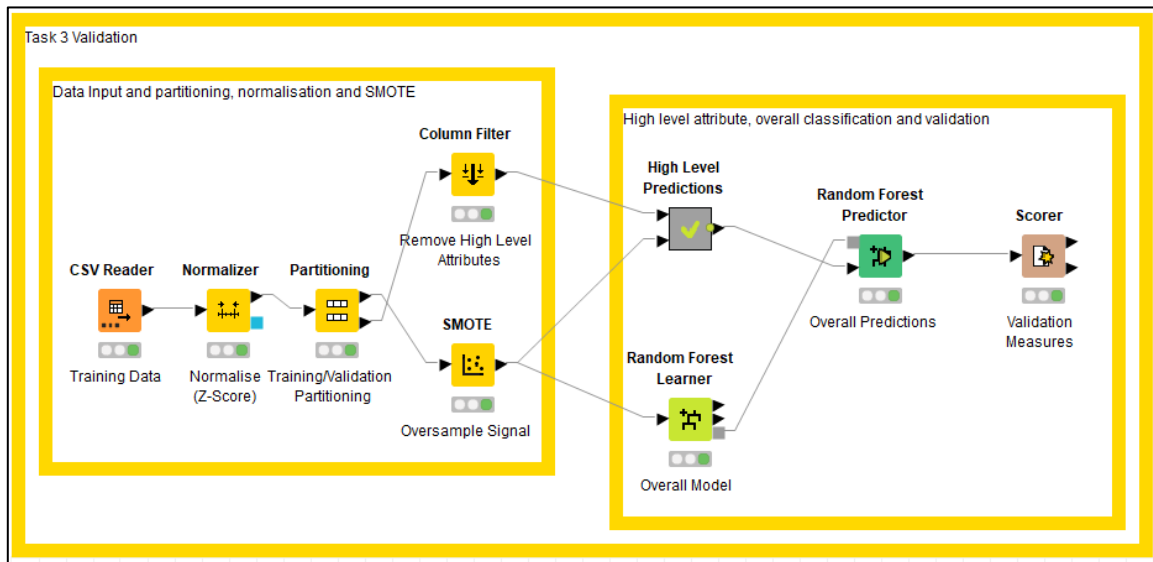 Task 3 Validation
Data Input and partitioning, normalisation and SMOTE
Column Filter
Remove High Level
Attributes
CSV Reader
Training Data
Normalizer
Normalise
(Z-Score)
Partitioning
Training/Validation
Partitioning
SMOTE
Oversample Signal
High level attribute, overall classification and validation
High Level
Predictions
Random Forest
Learner
Overall Model
Random Forest
Predictor
Overall Predictions
Scorer
Validation
Measures